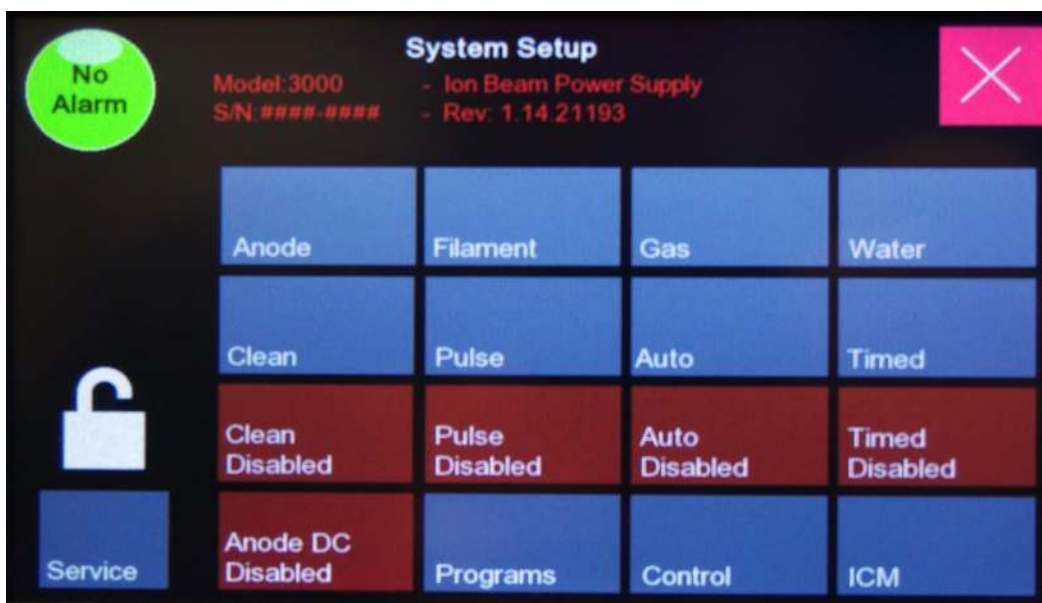 System Setup
No
Alarm
Model:3000 - Ion Beam Power Supply
S/N:####-#### - Rev: 1.14.21193
Anode Filament Gas Water
Clean Pulse Auto Timed
Clean Pulse Auto Timed
Disabled Disabled Disabled Disabled
Anode DC
Service Disabled Programs Control ICM